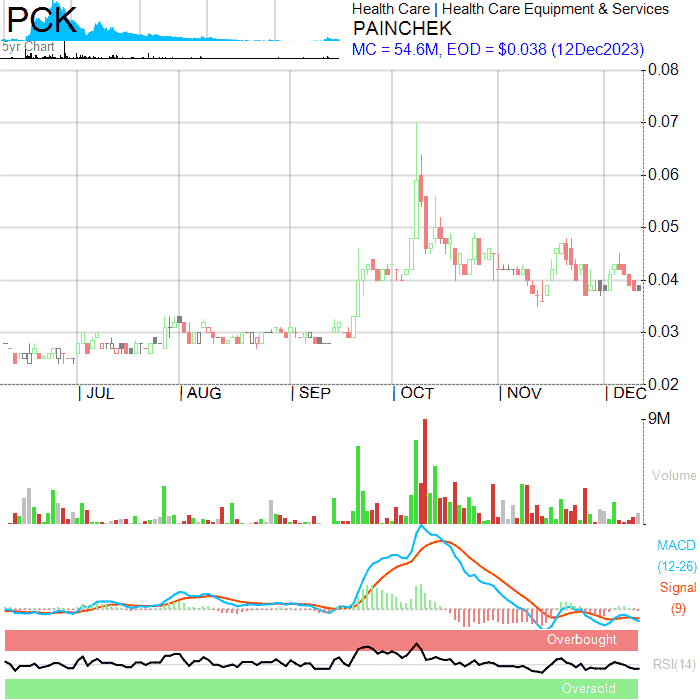 PCK
5yr Chart
Health Care | Health Care Equipment & Services
PAINCHEK
MC = 54.6M, EOD = $0.038 (12Dec2023)
0.08
0.07
0.06
0.05
0.04
0.03
0.02
| JUL | AUG | SEP | OCT | NOV | DEC
9M
Volume
MACD
(12-26)
Signal
(9)
Overbought
RSI(14)
Oversold